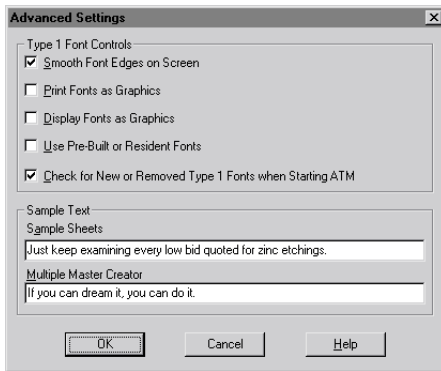 Advanced Settings
Type 1 Font Controls
Smooth Font Edges on Screen
Print Fonts as Graphics
Display Fonts as Graphics
Use Pre-Built or Resident Fonts
Check for New or Removed Type 1 Fonts when Starting ATM
Sample Text
Sample Sheets
Just keep examining every low bid quoted for zinc etchings.
Multiple Master Creator
If you can dream it, you can do it.
OK Cancel Help